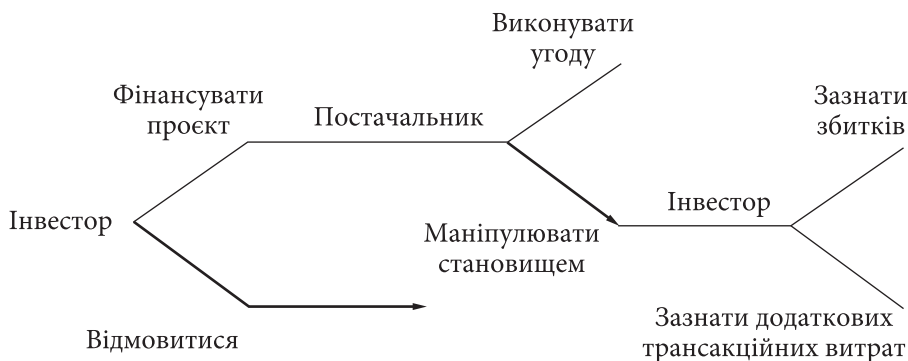 Виконувати
угоду
Фінансувати
проєкт
Постачальник
Зазнати
збитків
Інвестор
Інвестор
Маніпулювати
становищем
Відмовитися
Зазнати додаткових
трансакційних витрат